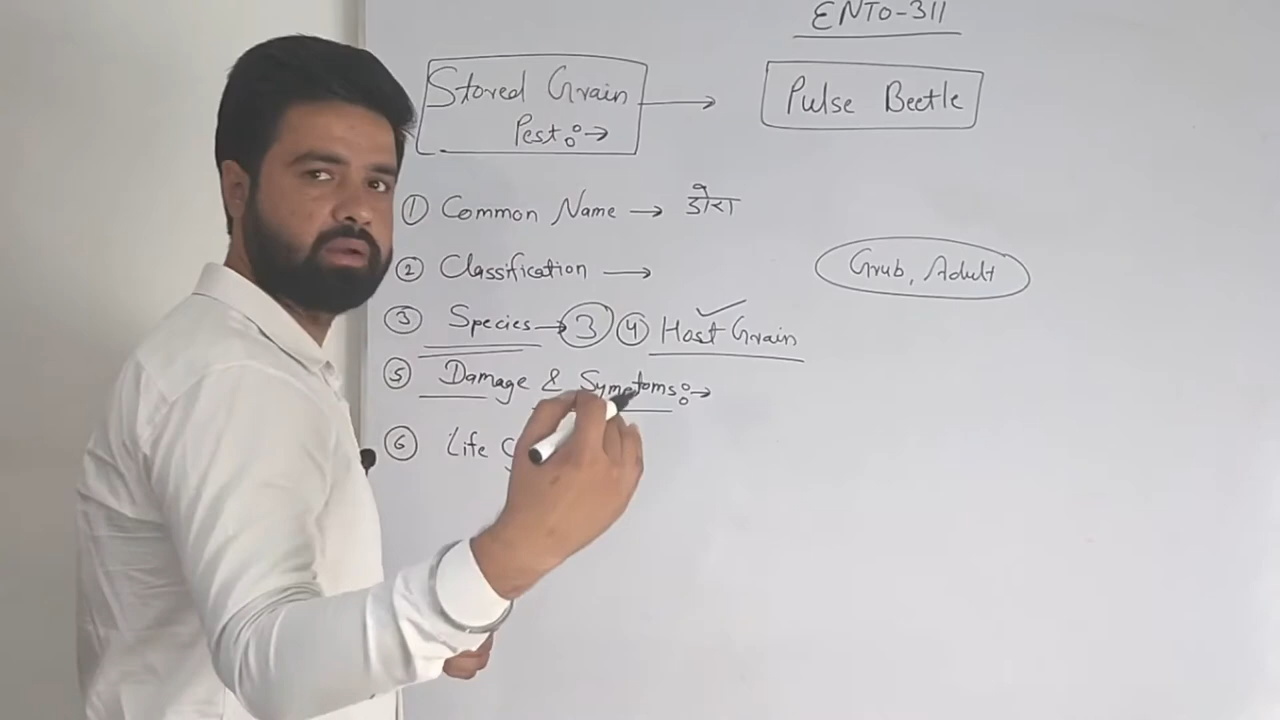 ENTO-311
Stored Grain
Pest:→
→ Pulse Beetle
① Common Name → ढोरा
② Classification →
Grub, Adult
③ Species → 3 ④ Host Grain
⑤ Damage & Symptoms:→
⑥ Life